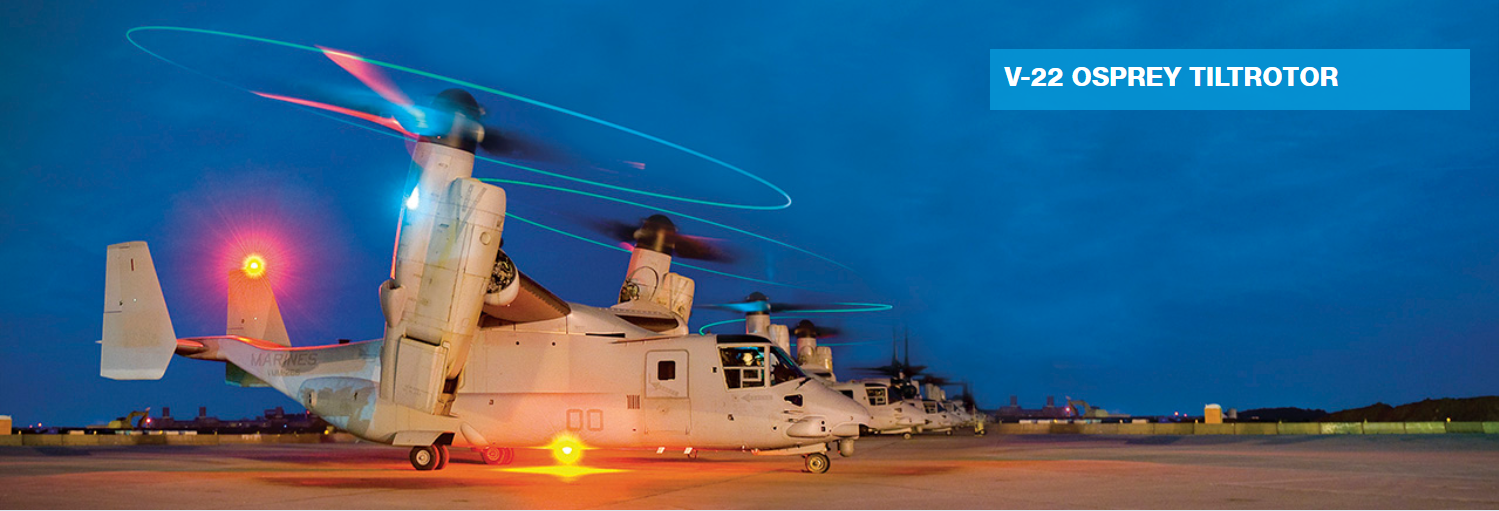 V-22 OSPREY TILTROTOR
MARINES
00